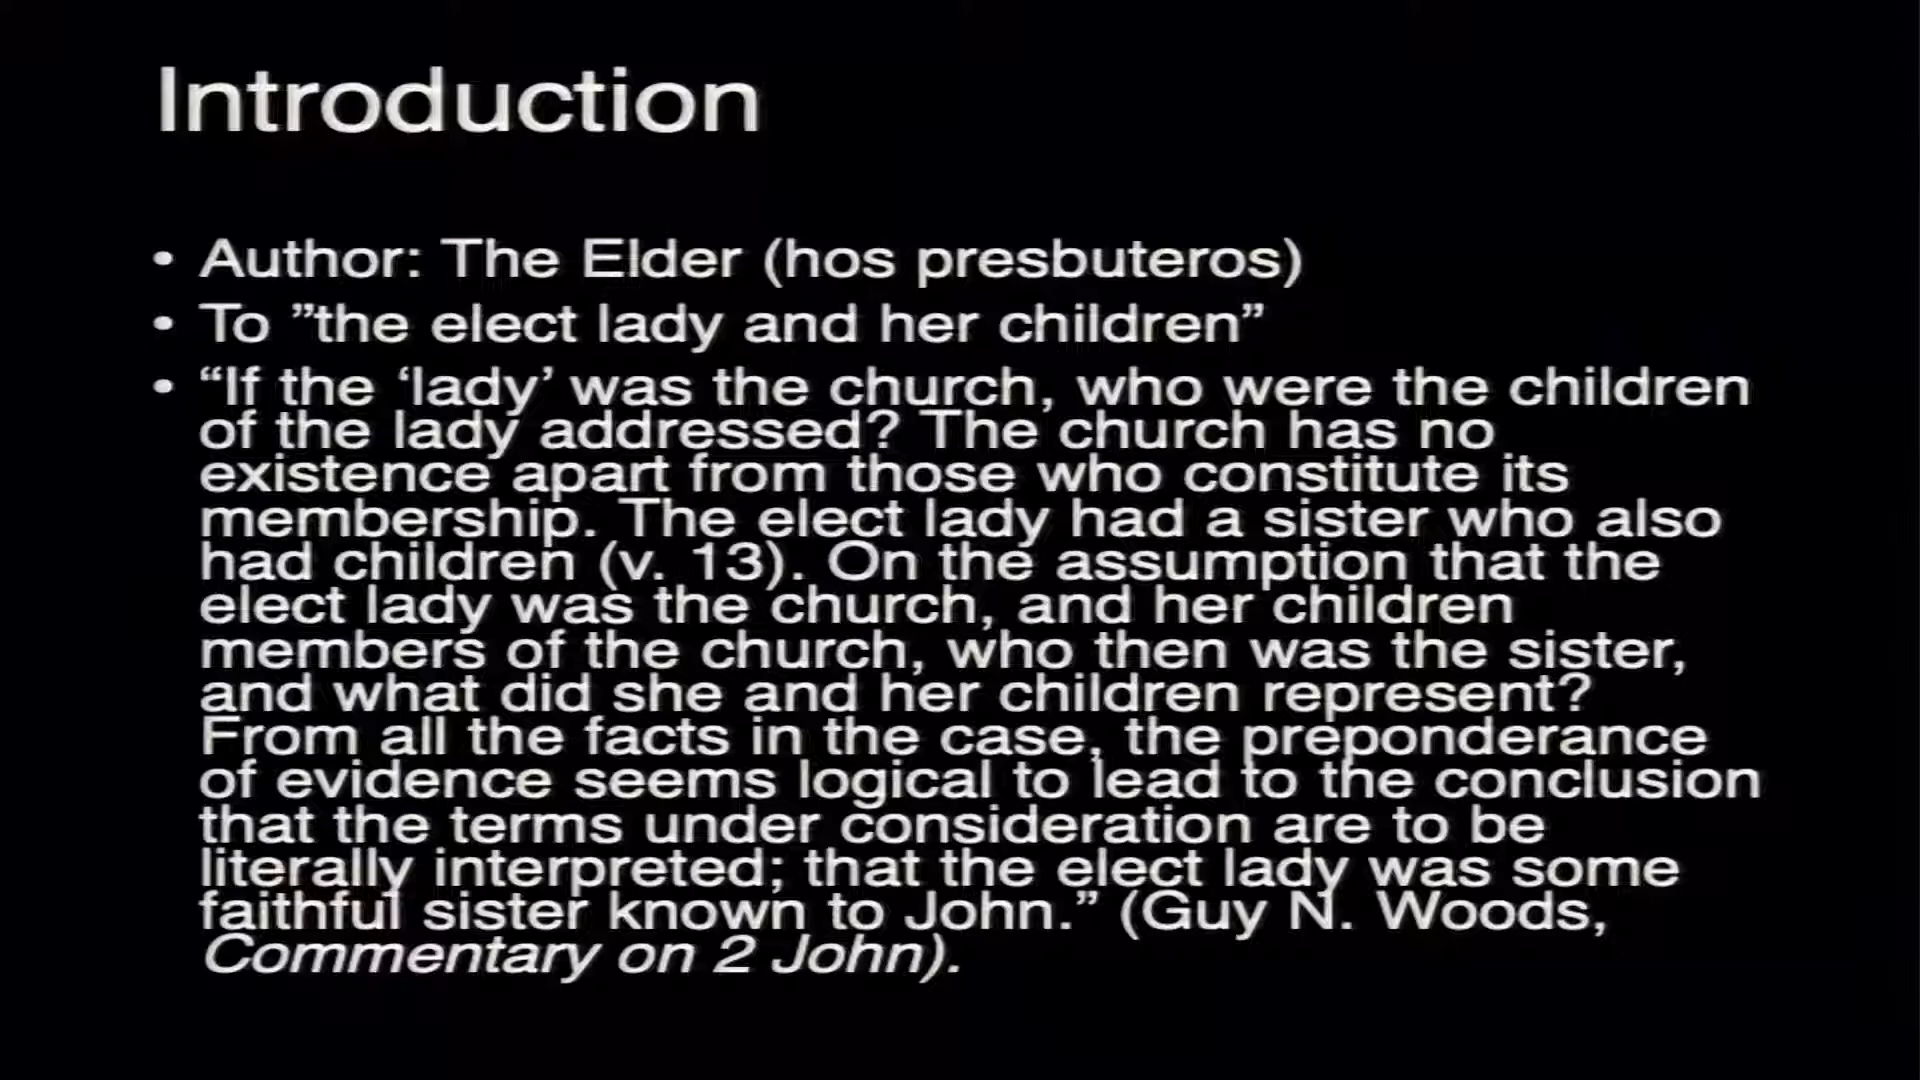 Introduction
• Author: The Elder (hos presbuteros)
• To ”the elect lady and her children”
• “If the ‘lady’ was the church, who were the children
of the lady addressed? The church has no
existence apart from those who constitute its
membership. The elect lady had a sister who also
had children (v. 13). On the assumption that the
elect lady was the church, and her children
members of the church, who then was the sister,
and what did she and her children represent?
From all the facts in the case, the preponderance
of evidence seems logical to lead to the conclusion
that the terms under consideration are to be
literally interpreted; that the elect lady was some
faithful sister known to John.” (Guy N. Woods,
Commentary on 2 John).